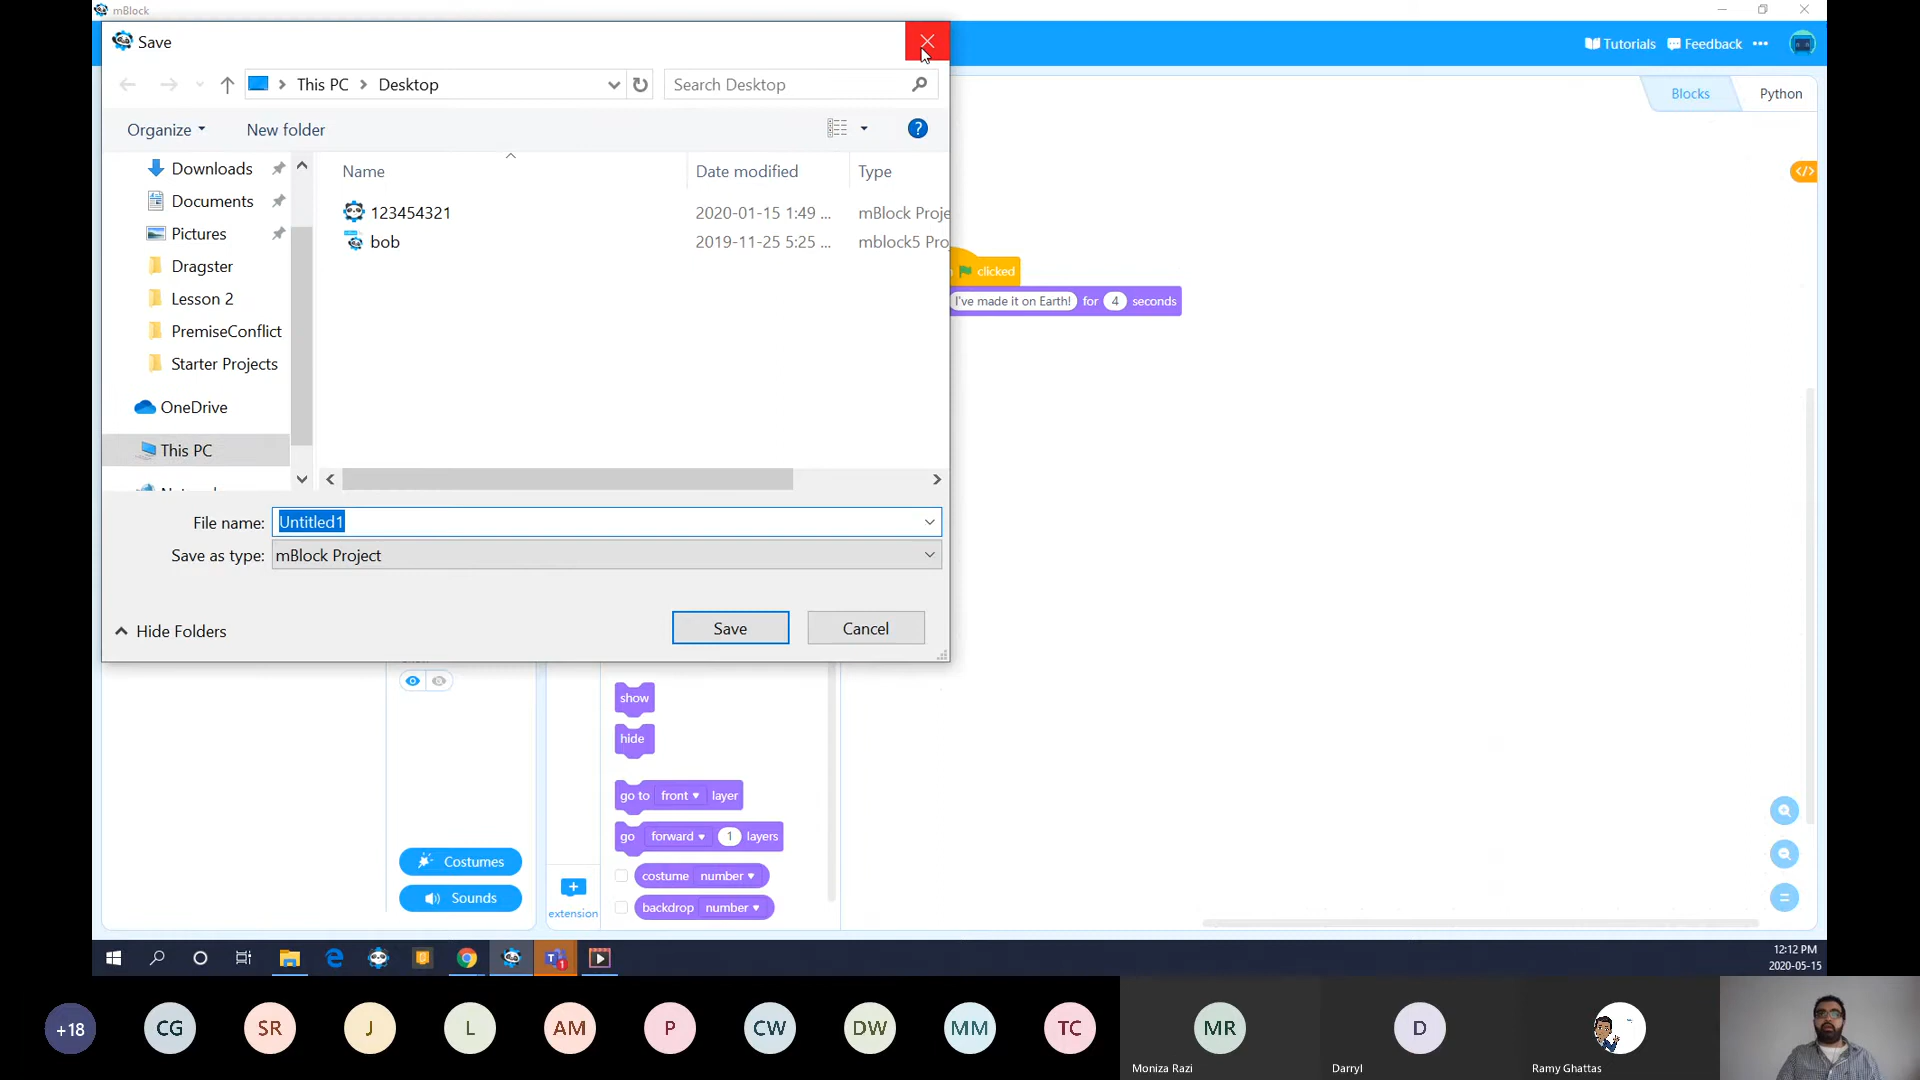 mBlock
Save
This PC
Desktop
Search Desktop
Tutorials
Feedback
Organize
New folder
?
Blocks
Python
Name
Date modified
Type
Downloads
Documents
Pictures
Dragster
Lesson 2
PremiseConflict
Starter Projects
OneDrive
This PC
123454321
2020-01-15 1:49 ...
mBlock Proje
bob
2019-11-25 5:25 ...
mblock5 Pro
</>
clicked
I've made it on Earth! for 4 seconds
File name:
Untitled1
Save as type:
mBlock Project
Hide Folders
Save
Cancel
show
hide
go to front layer
go forward 1 layers
costume number
backdrop number
Costumes
Sounds
extension
12:12 PM
2020-05-15
+18
CG
SR
J
L
AM
P
CW
DW
MM
TC
MR
D
Moniza Razi
Darryl
Ramy Ghattas